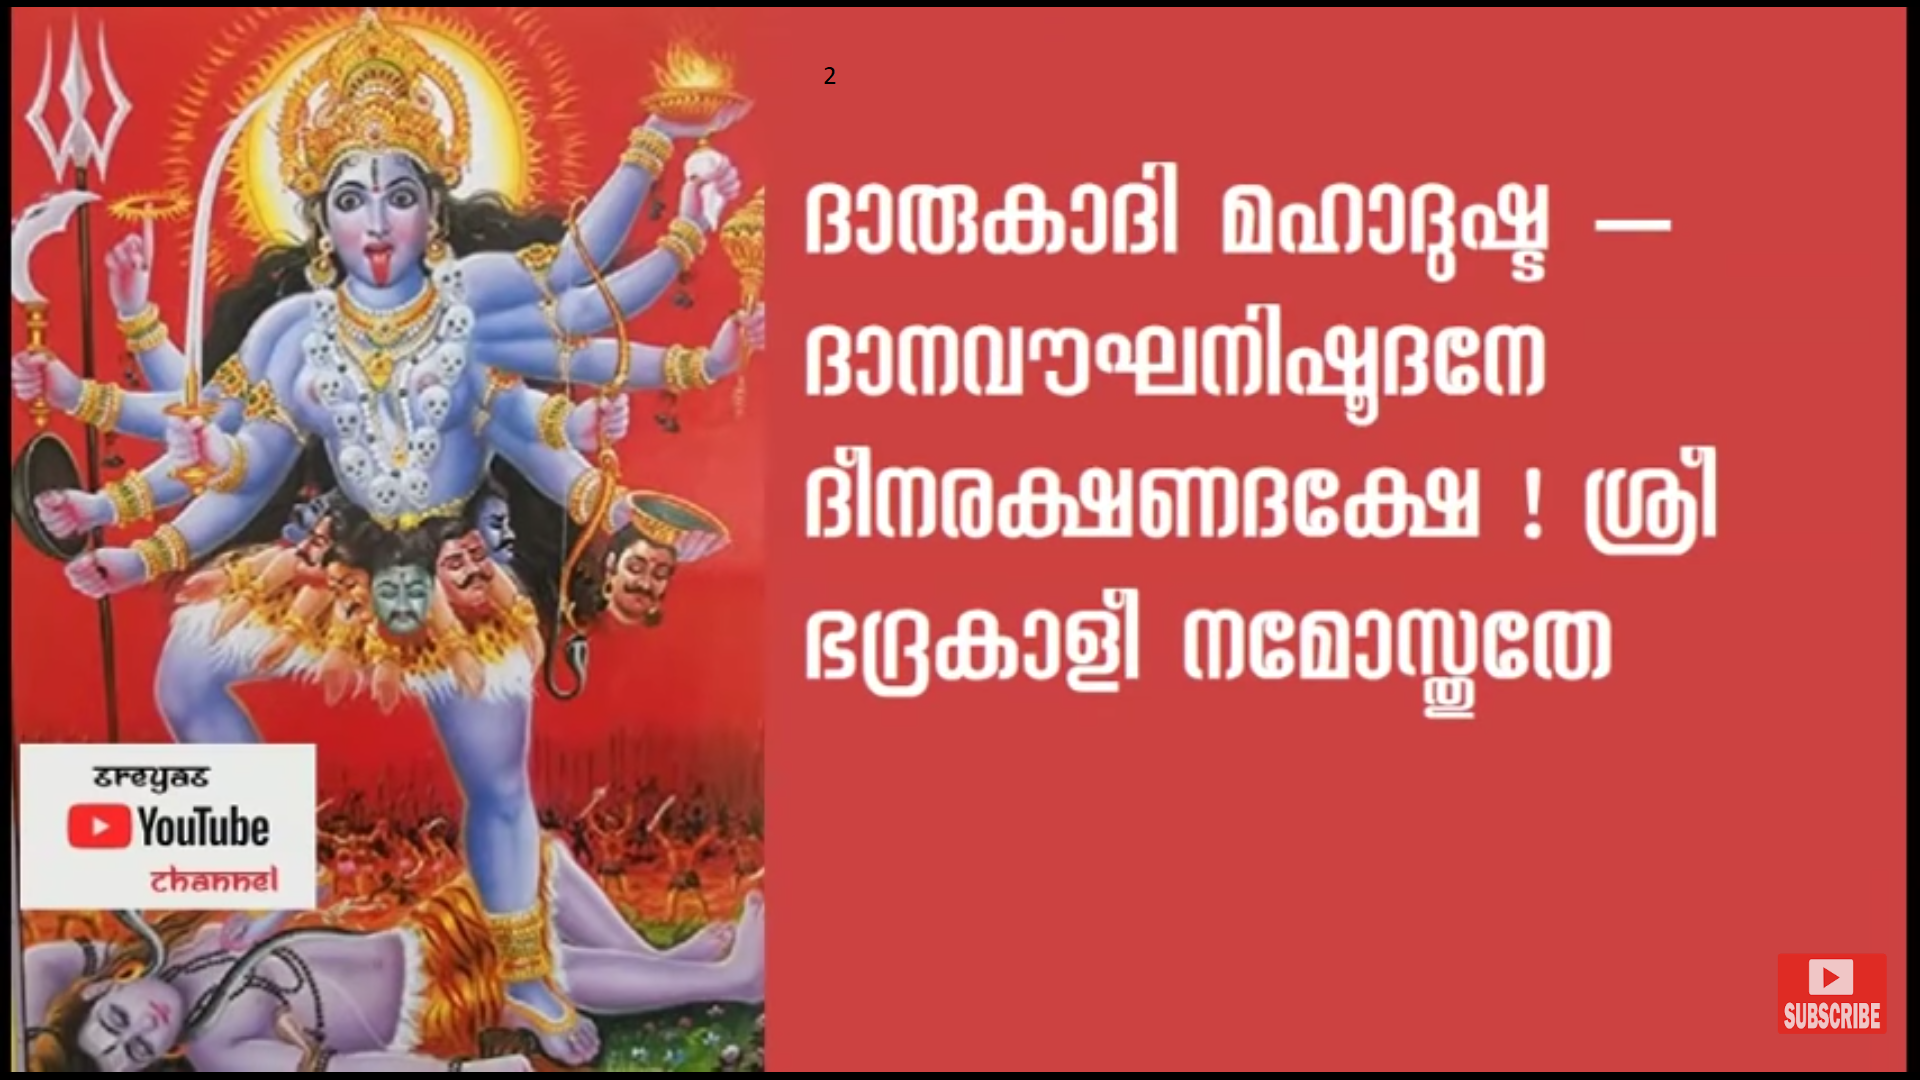 2
ദാരുകാദി മഹാദുഷ്ട –
ദാനവൗഘനിഷൂദനേ
ദീനരക്ഷണദക്ഷേ ! ശ്രീ
ഭദ്രകാളീ നമോസ്തുതേ
sreyas
YouTube
channel
SUBSCRIBE